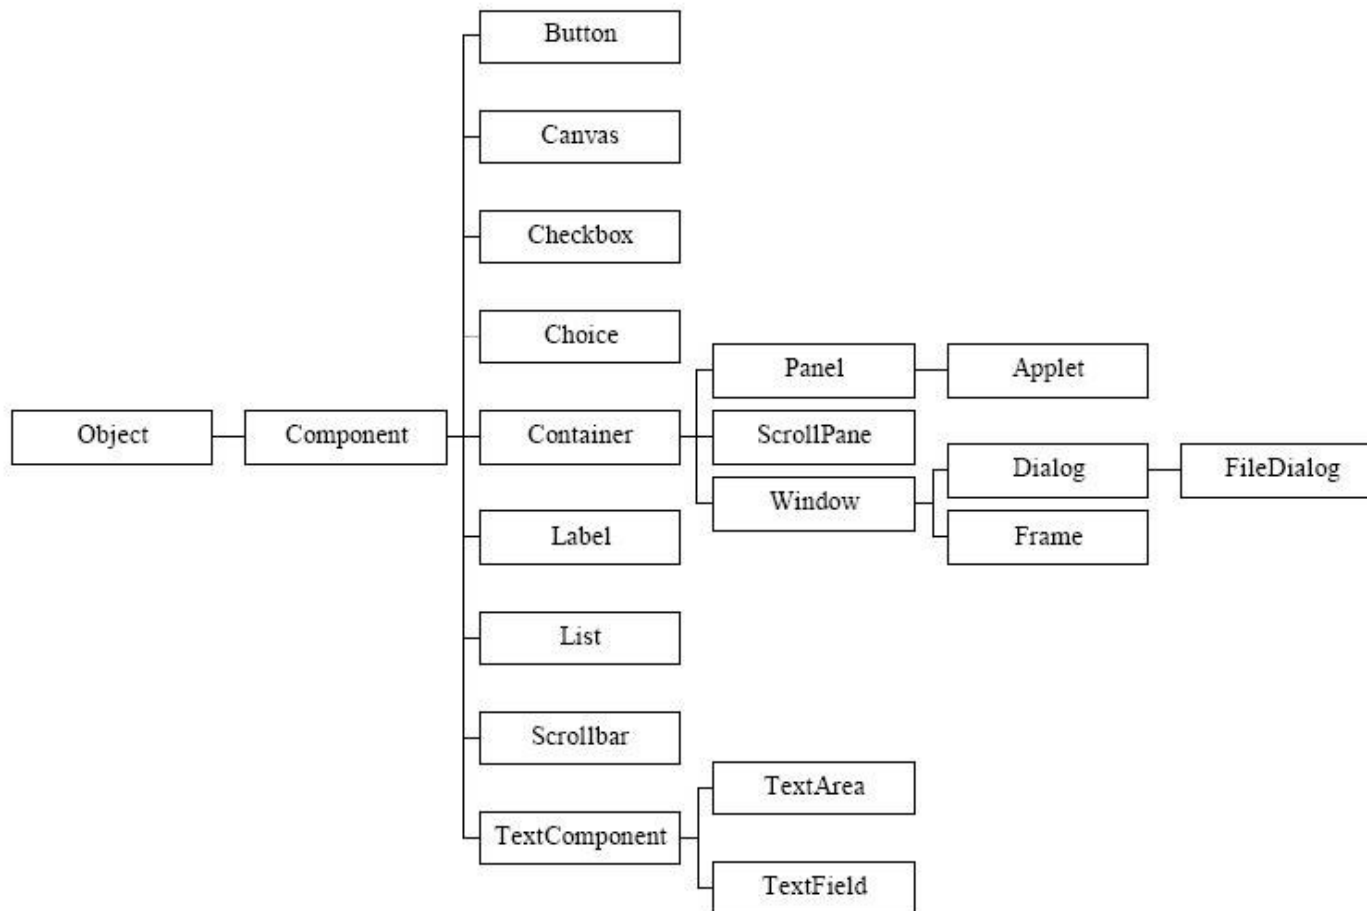 Button
Canvas
Checkbox
Choice
Panel
Applet
Object
Component
Container
ScrollPane
Dialog
FileDialog
Window
Label
Frame
List
Scrollbar
TextArea
TextComponent
TextField